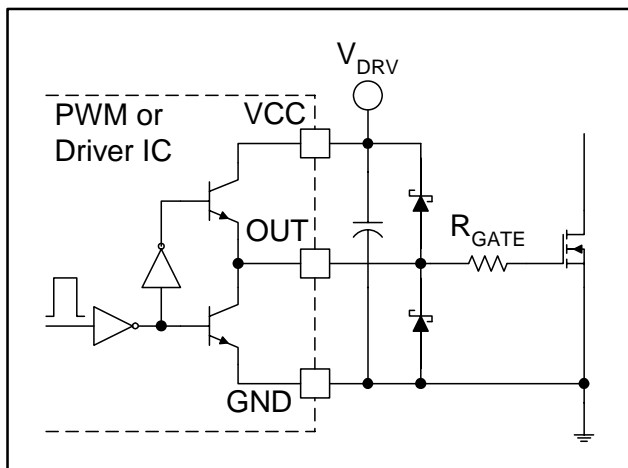 V_DRV
PWM or
Driver IC
VCC
OUT
R_GATE
GND